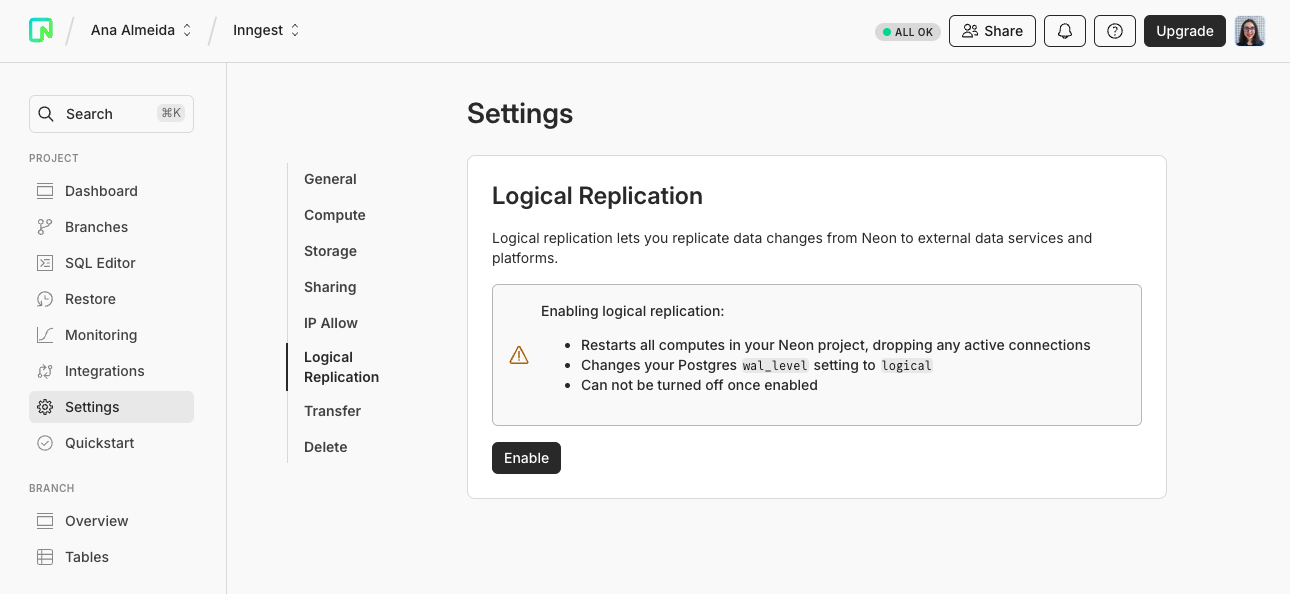 Ana Almeida
Inngest
ALL OK
Share
Upgrade
Search ⌘K
PROJECT
Dashboard
Branches
SQL Editor
Restore
Monitoring
Integrations
Settings
Quickstart
BRANCH
Overview
Tables
Settings
General
Compute
Storage
Sharing
IP Allow
Logical
Replication
Transfer
Delete
Logical Replication
Logical replication lets you replicate data changes from Neon to external data services and
platforms.
Enabling logical replication:
• Restarts all computes in your Neon project, dropping any active connections
• Changes your Postgres wal_level setting to logical
• Can not be turned off once enabled
Enable